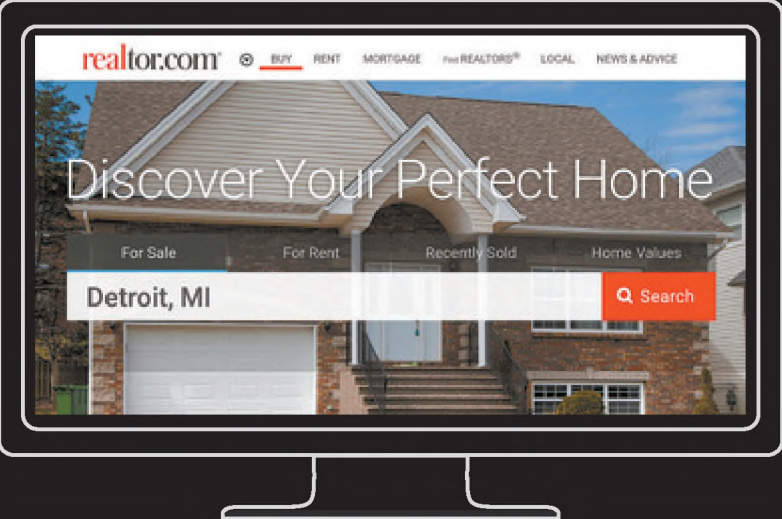 realtor.com® BUY RENT MORTGAGE Find REALTORS® LOCAL NEWS & ADVICE
Discover Your Perfect Home
For Sale For Rent Recently Sold Home Values
Detroit, MI Search